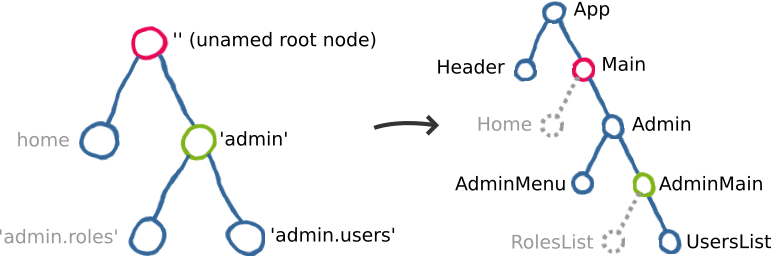 '' (unamed root node)
home
'admin'
'admin.roles'
'admin.users'
App
Header
Main
Home
Admin
AdminMenu
AdminMain
RolesList
UsersList